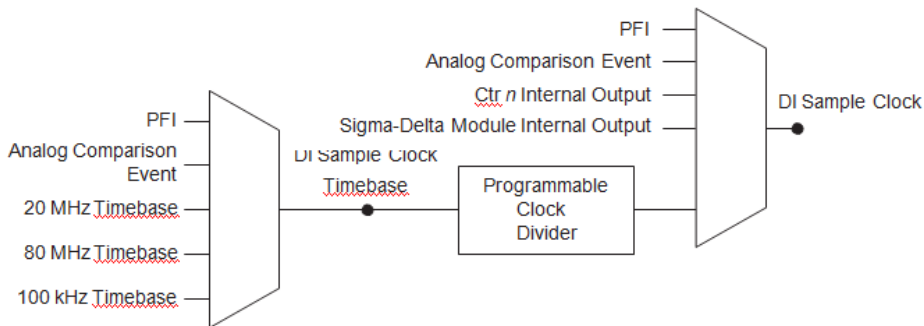 PFI
Analog Comparison Event
Ctr n Internal Output
Sigma-Delta Module Internal Output
DI Sample Clock
PFI
Analog Comparison
Event
20 MHz Timebase
80 MHz Timebase
100 kHz Timebase
DI Sample Clock
Timebase
Programmable
Clock
Divider